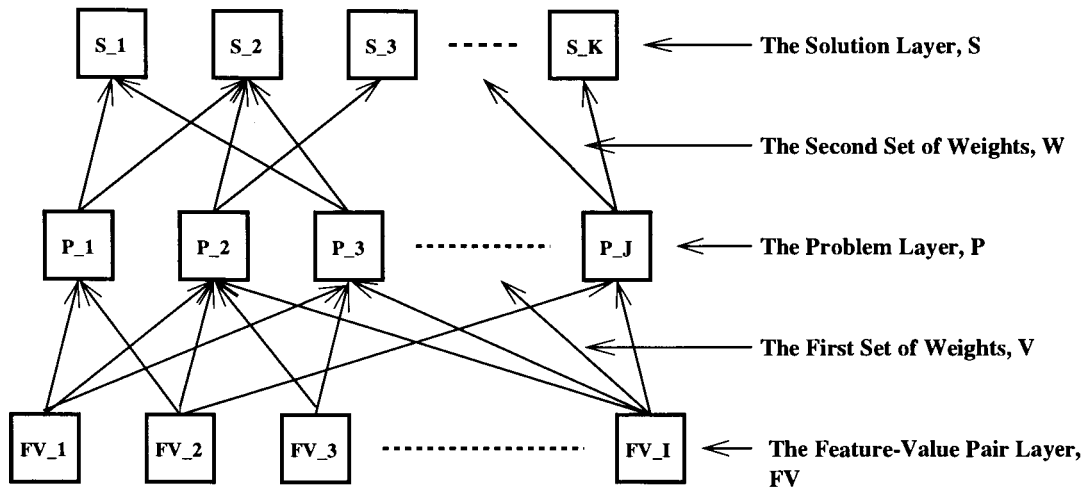 S_1 S_2 S_3 S_K The Solution Layer, S
The Second Set of Weights, W
P_1 P_2 P_3 P_J The Problem Layer, P
The First Set of Weights, V
FV_1 FV_2 FV_3 FV_I The Feature-Value Pair Layer,
FV